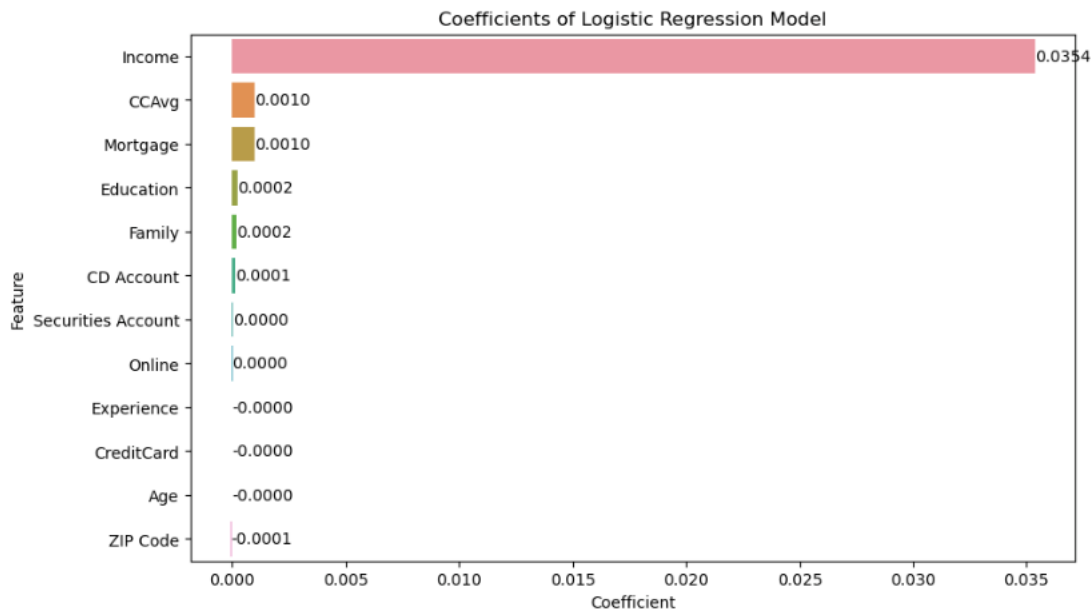 Coefficients of Logistic Regression Model
Income 0.0354
CCAvg 0.0010
Mortgage 0.0010
Education 0.0002
Family 0.0002
CD Account 0.0001
Securities Account 0.0000
Online 0.0000
Experience -0.0000
CreditCard -0.0000
Age -0.0000
ZIP Code -0.0001
Feature
0.000 0.005 0.010 0.015 0.020 0.025 0.030 0.035
Coefficient